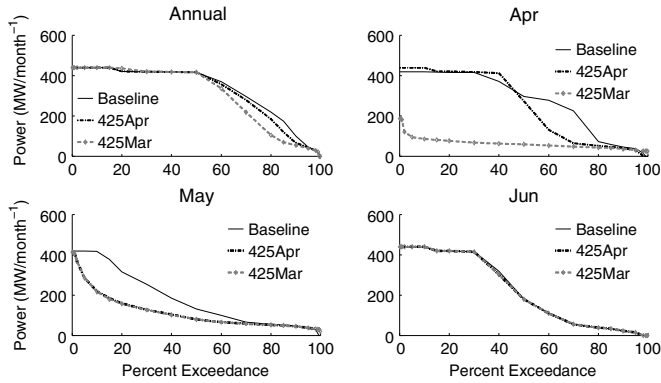 Annual
Power (MW/month⁻¹)
600
400
200
0
0 20 40 60 80 100
Baseline
425Apr
425Mar
Apr
600
400
200
0
0 20 40 60 80 100
Baseline
425Apr
425Mar
May
Power (MW/month⁻¹)
600
400
200
0
0 20 40 60 80 100
Percent Exceedance
Baseline
425Apr
425Mar
Jun
600
400
200
0
0 20 40 60 80 100
Percent Exceedance
Baseline
425Apr
425Mar